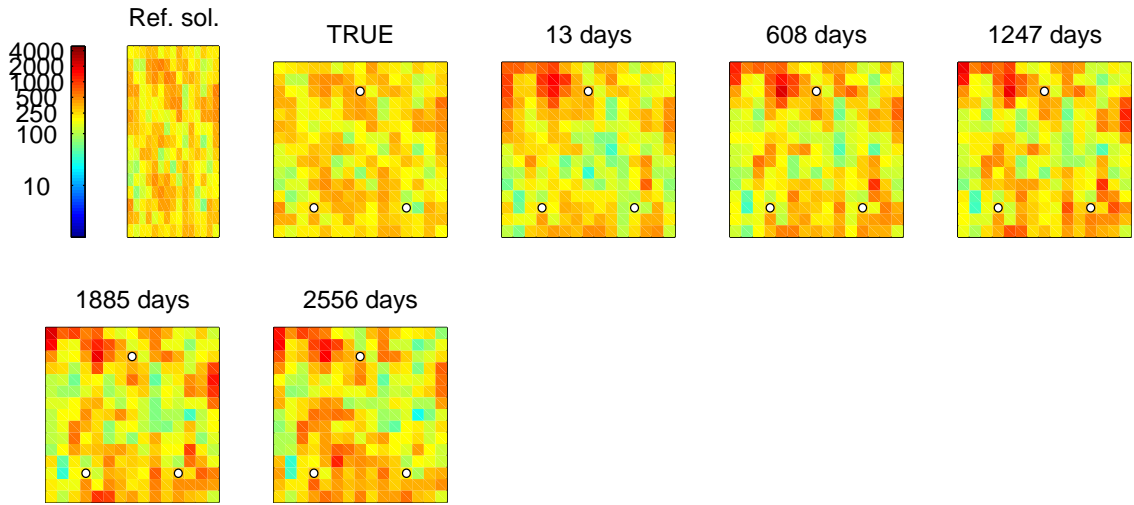 Ref. sol.
TRUE
13 days
608 days
1247 days
4000
2000
1000
500
250
100
10
1885 days
2556 days